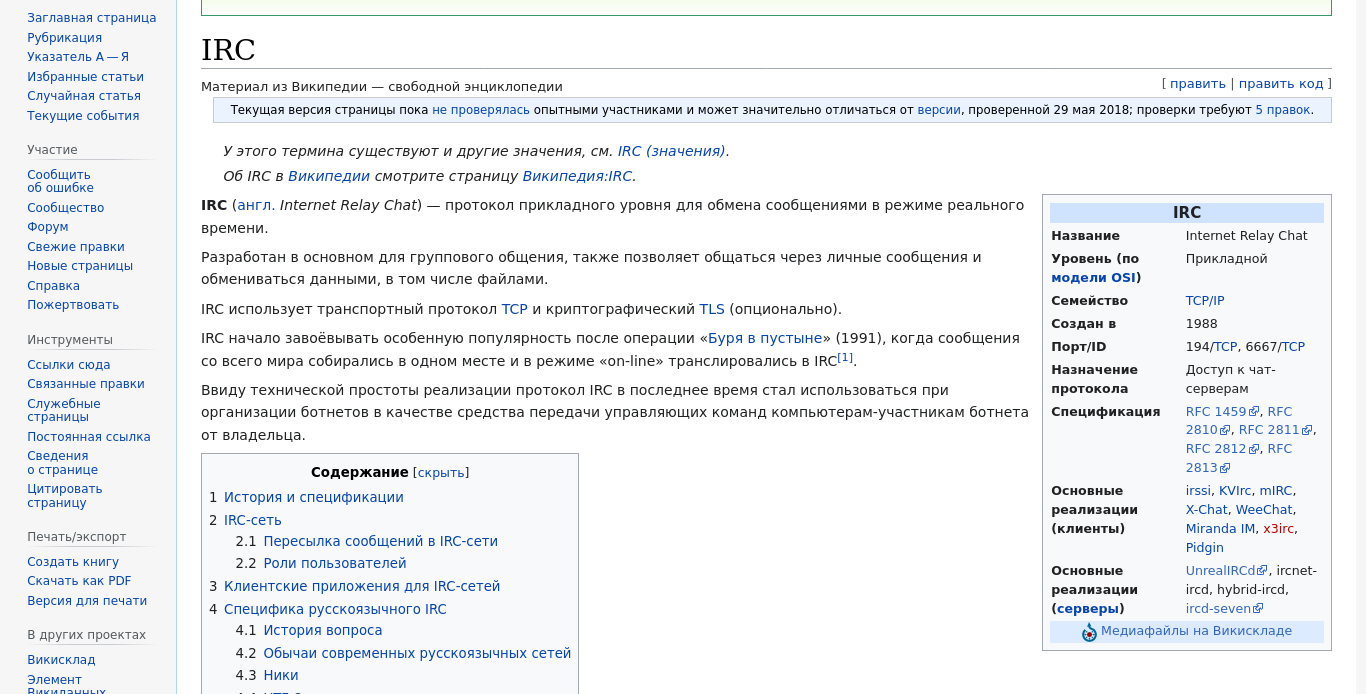 Заглавная страница
Рубрикация
Указатель А — Я
Избранные статьи
Случайная статья
Текущие события
Участие
Сообщить
об ошибке
Сообщество
Форум
Свежие правки
Новые страницы
Справка
Пожертвовать
Инструменты
Ссылки сюда
Связанные правки
Служебные
страницы
Постоянная ссылка
Сведения
о странице
Цитировать
страницу
Печать/экспорт
Создать книгу
Скачать как PDF
Версия для печати
В других проектах
Викисклад
Элемент
Викиданных
IRC
Материал из Википедии — свободной энциклопедии
[ править | править код ]
Текущая версия страницы пока не проверялась опытными участниками и может значительно отличаться от версии, проверенной 29 мая 2018; проверки требуют 5 правок.
У этого термина существуют и другие значения, см. IRC (значения).
Об IRC в Википедии смотрите страницу Википедия:IRC.
IRC (англ. Internet Relay Chat) — протокол прикладного уровня для обмена сообщениями в режиме реального
времени.
Разработан в основном для группового общения, также позволяет общаться через личные сообщения и
обмениваться данными, в том числе файлами.
IRC использует транспортный протокол TCP и криптографический TLS (опционально).
IRC начало завоёвывать особенную популярность после операции «Буря в пустыне» (1991), когда сообщения
со всего мира собирались в одном месте и в режиме «on-line» транслировались в IRC[1].
Ввиду технической простоты реализации протокол IRC в последнее время стал использоваться при
организации ботнетов в качестве средства передачи управляющих команд компьютерам-участникам ботнета
от владельца.
Содержание [скрыть]
1 История и спецификации
2 IRC-сеть
2.1 Пересылка сообщений в IRC-сети
2.2 Роли пользователей
3 Клиентские приложения для IRC-сетей
4 Специфика русскоязычного IRC
4.1 История вопроса
4.2 Обычаи современных русскоязычных сетей
4.3 Ники
IRC
Название Internet Relay Chat
Уровень (по Прикладной
модели OSI)
Семейство TCP/IP
Создан в 1988
Порт/ID 194/TCP, 6667/TCP
Назначение Доступ к чат-
протокола серверам
Спецификация RFC 1459, RFC
2810, RFC 2811,
RFC 2812, RFC
2813
Основные irssi, KVIrc, mIRC,
реализации X-Chat, WeeChat,
(клиенты) Miranda IM, x3irc,
Pidgin
Основные UnrealIRCd, ircnet-
реализации ircd, hybrid-ircd,
(серверы) ircd-seven
Медиафайлы на Викискладе